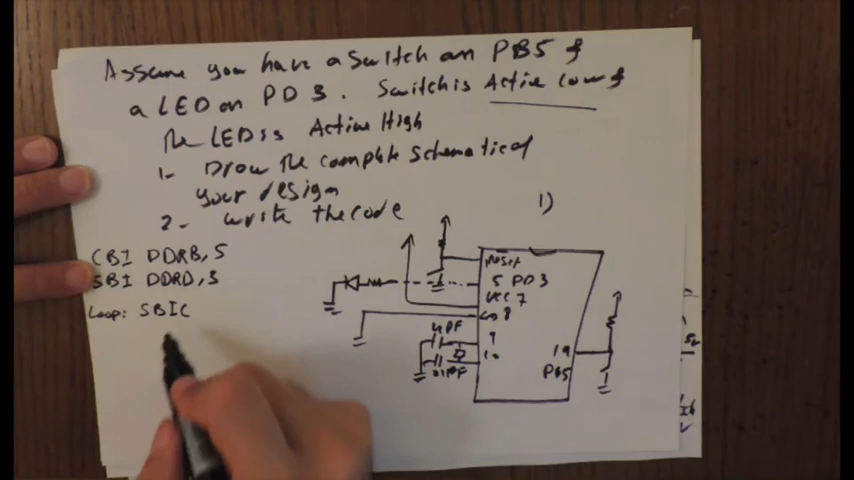 Assume you have a switch on PB5 &
a LED on PD3. Switch is Active Low &
the LED is Active High
1- Draw the complete schematic of
your design
2- write the code
1)
CBI DDRB,5
SBI DDRD,3
Loop: SBIC
Reset
5 PD3
VCC 7
8
9
10
19
PB5